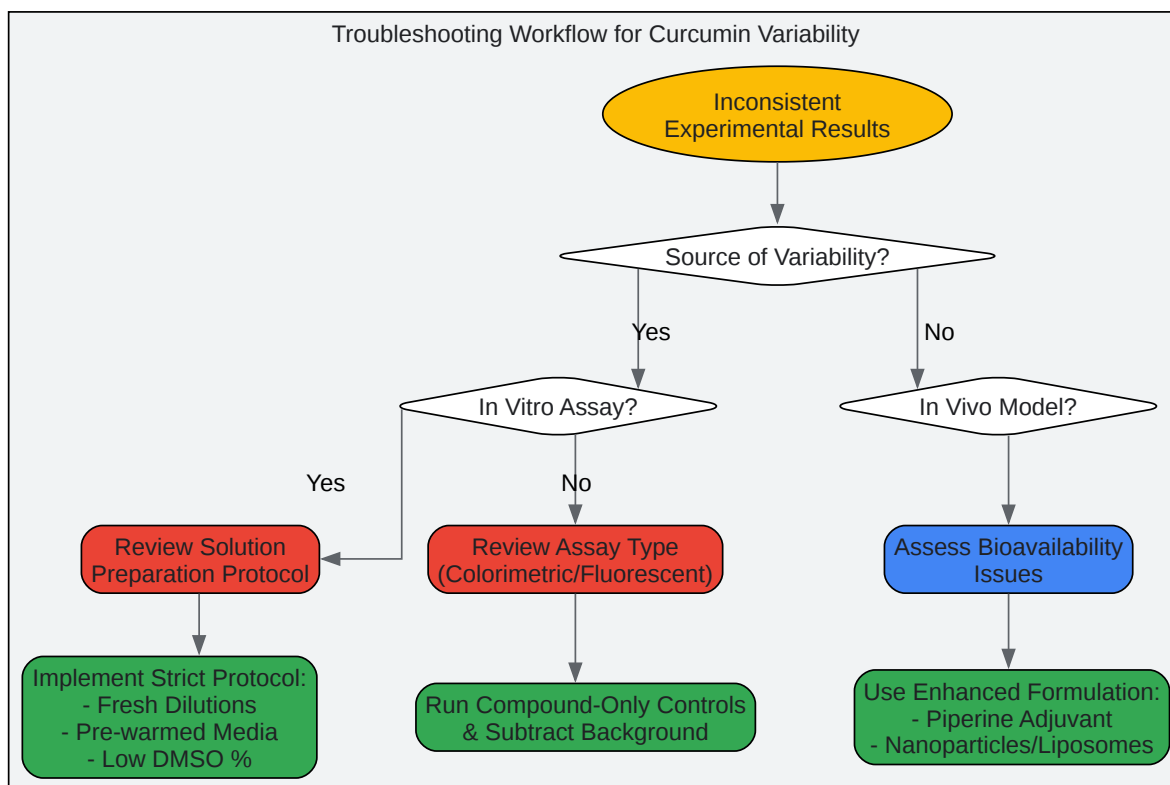 Troubleshooting Workflow for Curcumin Variability
Inconsistent
Experimental Results
Source of Variability?
Yes
No
In Vitro Assay?
In Vivo Model?
Yes
No
Review Solution
Preparation Protocol
Review Assay Type
(Colorimetric/Fluorescent)
Assess Bioavailability
Issues
Implement Strict Protocol:
- Fresh Dilutions
- Pre-warmed Media
- Low DMSO %
Run Compound-Only Controls
& Subtract Background
Use Enhanced Formulation:
- Piperine Adjuvant
- Nanoparticles/Liposomes